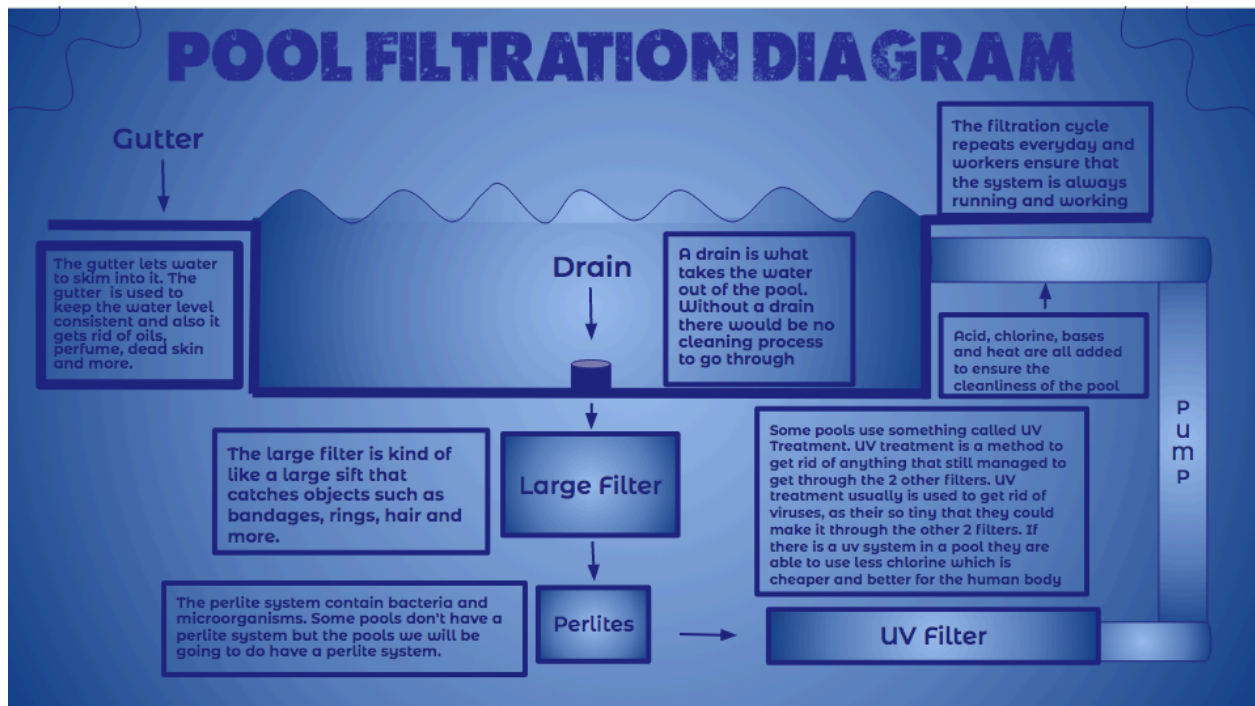 POOL FILTRATION DIAGRAM
Gutter
The gutter lets water
to skim into it. The
gutter is used to
keep the water level
consistent and also it
gets rid of oils,
perfume, dead skin
and more.
Drain
A drain is what
takes the water
out of the pool.
Without a drain
there would be no
cleaning process
to go through
The filtration cycle
repeats everyday and
workers ensure that
the system is always
running and working
Acid, chlorine, bases
and heat are all added
to ensure the
cleanliness of the pool
The large filter is kind of
like a large sift that
catches objects such as
bandages, rings, hair and
more.
Large Filter
Some pools use something called UV
Treatment. UV treatment is a method to
get rid of anything that still managed to
get through the 2 other filters. UV
treatment usually is used to get rid of
viruses, as their so tiny that they could
make it through the other 2 filters. If
there is a uv system in a pool they are
able to use less chlorine which is
cheaper and better for the human body
P
u
m
P
The perlite system contain bacteria and
microorganisms. Some pools don't have a
perlite system but the pools we will be
going to do have a perlite system.
Perlites
UV Filter